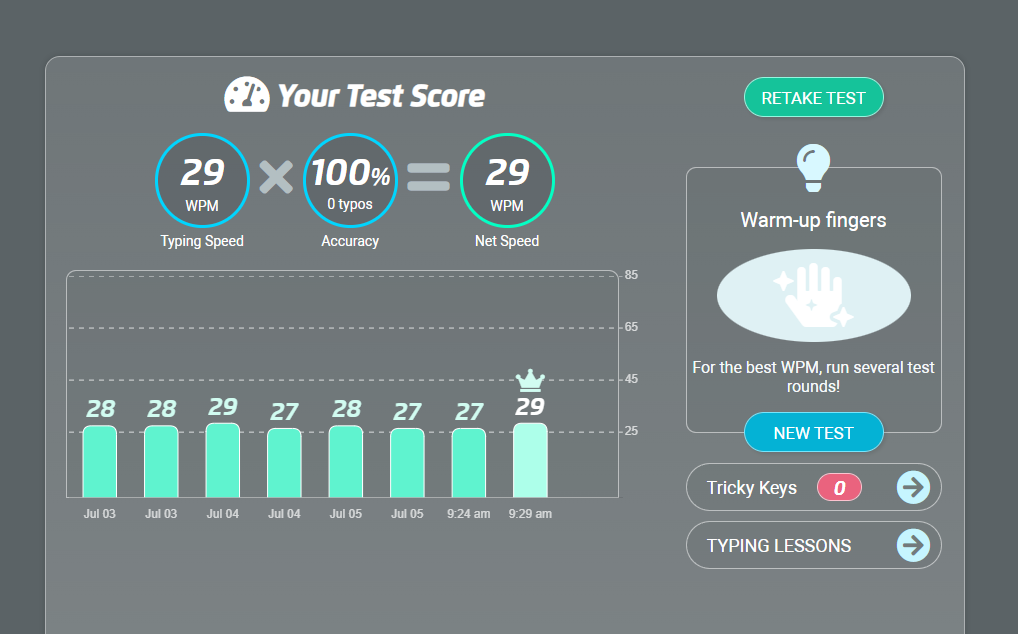 Your Test Score
RETAKE TEST
29
WPM
Typing Speed
100%
0 typos
Accuracy
29
WPM
Net Speed
85
65
45
25
28
28
29
27
28
27
27
29
Jul 03
Jul 03
Jul 04
Jul 04
Jul 05
Jul 05
9:24 am
9:29 am
Warm-up fingers
For the best WPM, run several test
rounds!
NEW TEST
Tricky Keys 0
TYPING LESSONS